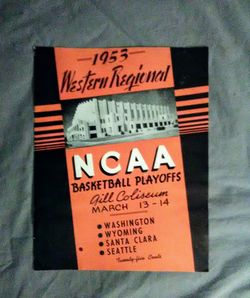 1953
Western Regional
NCAA
BASKETBALL PLAYOFFS
Gill Coliseum
MARCH 13-14
• WASHINGTON
• WYOMING
• SANTA CLARA
• SEATTLE
Twenty-five Cents